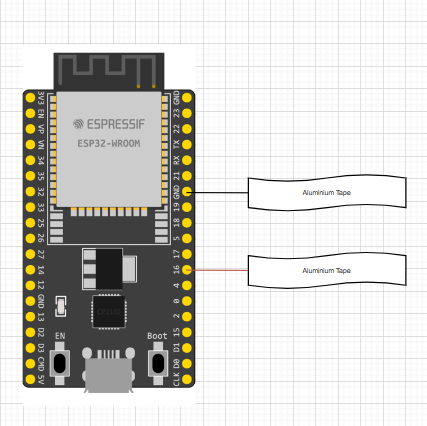 ESPRESSIF
ESP32-WROOM
3V3
EN
VP
VN
34
35
32
33
25
26
27
14
12
GND
13
D2
D3
CMD
5V
GND
23
22
TX
RX
21
GND
19
18
5
17
16
4
0
2
15
D1
D0
CLK
Aluminium Tape
Aluminium Tape
EN
Boot